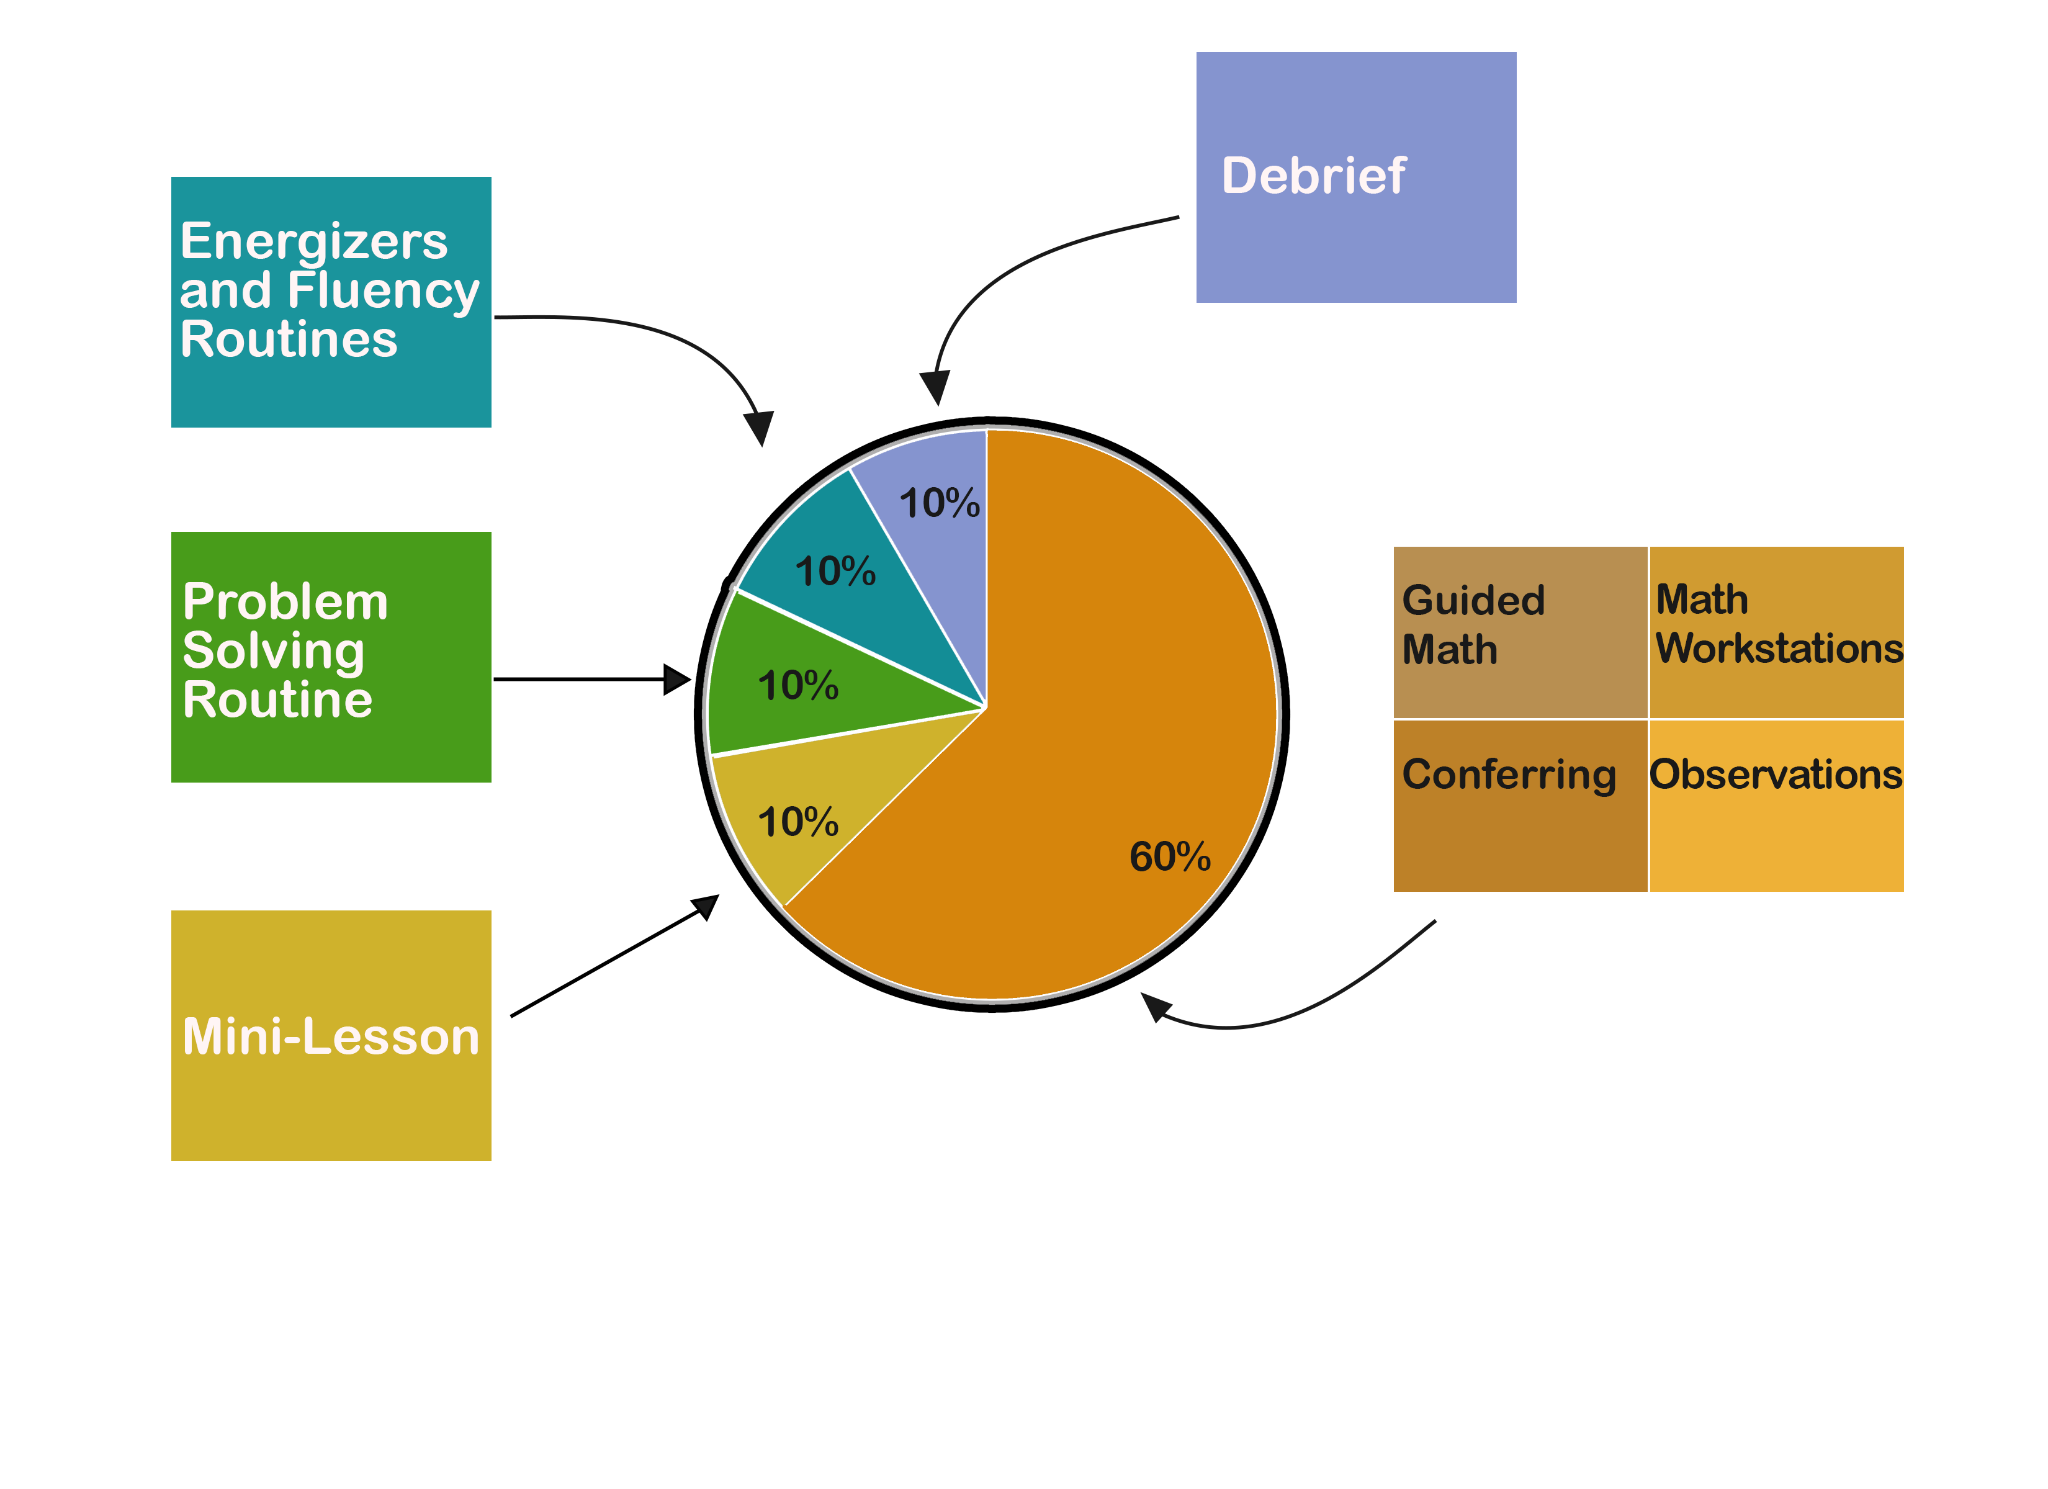 Debrief
Energizers
and Fluency
Routines
10%
10%
Problem
Solving
Routine
10%
10%
60%
Guided
Math
Math
Workstations
Conferring
Observations
Mini-Lesson